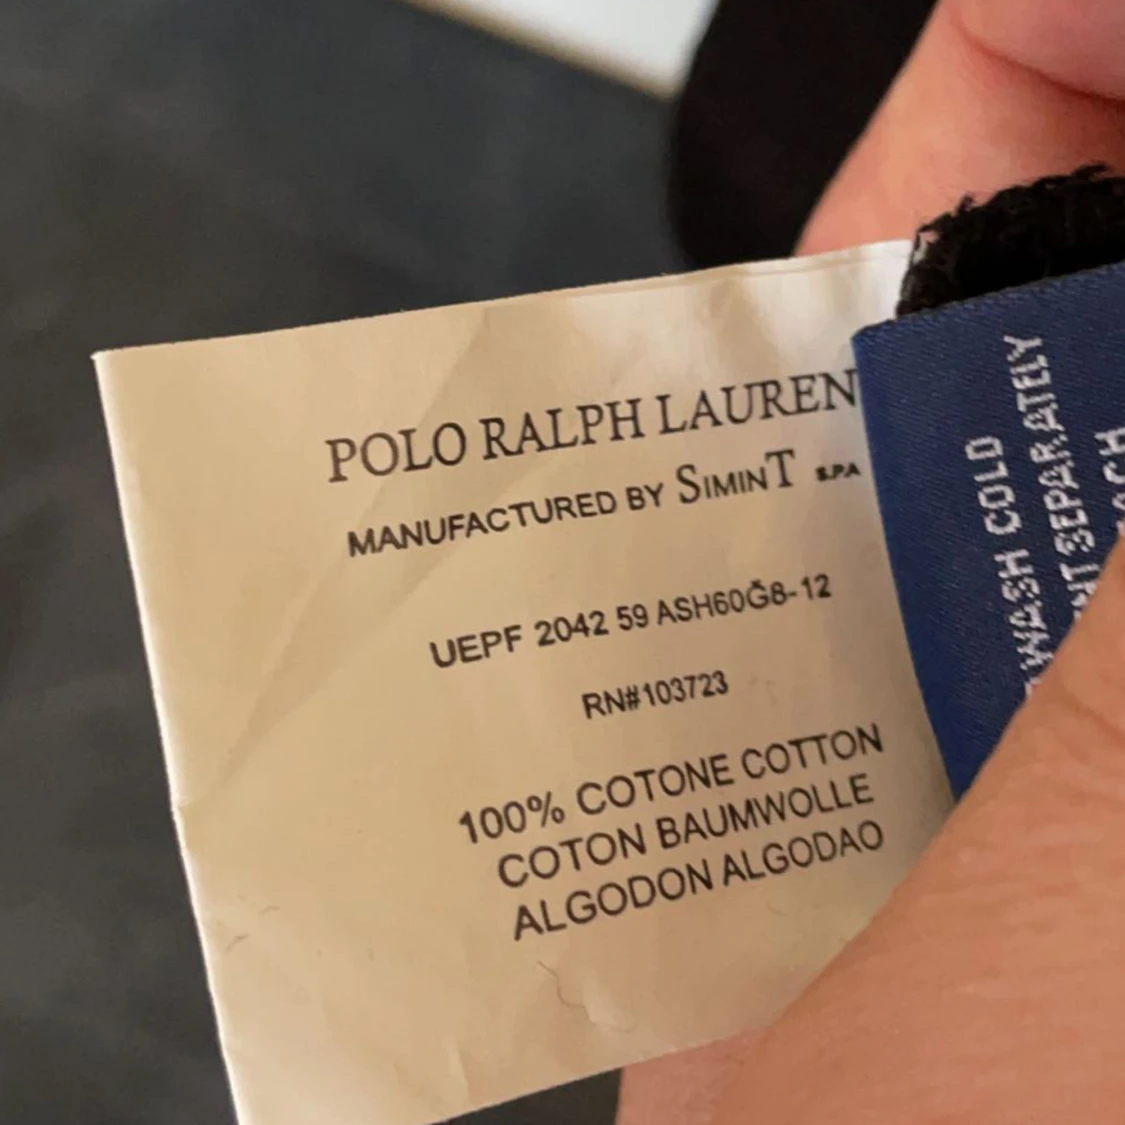 POLO RALPH LAUREN
MANUFACTURED BY SIMINT S.P.A
UEPF 2042 59 ASH60Ğ8-12
RN#103723
100% COTONE COTTON
COTON BAUMWOLLE
ALGODON ALGODAO
WASH COLD
SEPARATELY